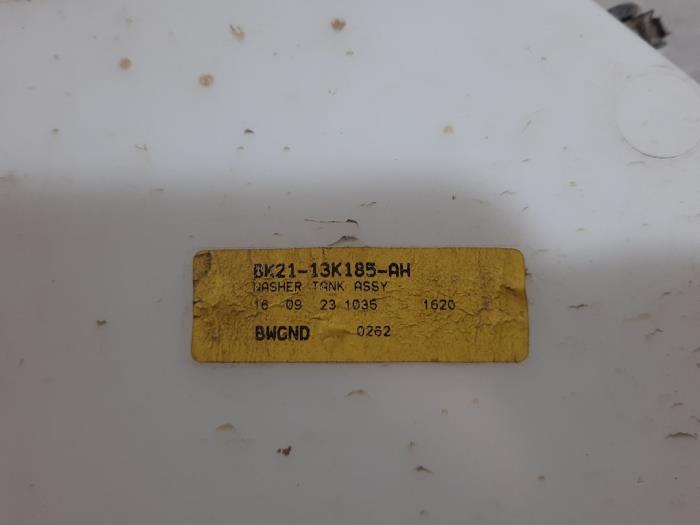 BK21-13K185-AH
WASHER TANK ASSY
16 09 23 1035 1620
BWGND 0262